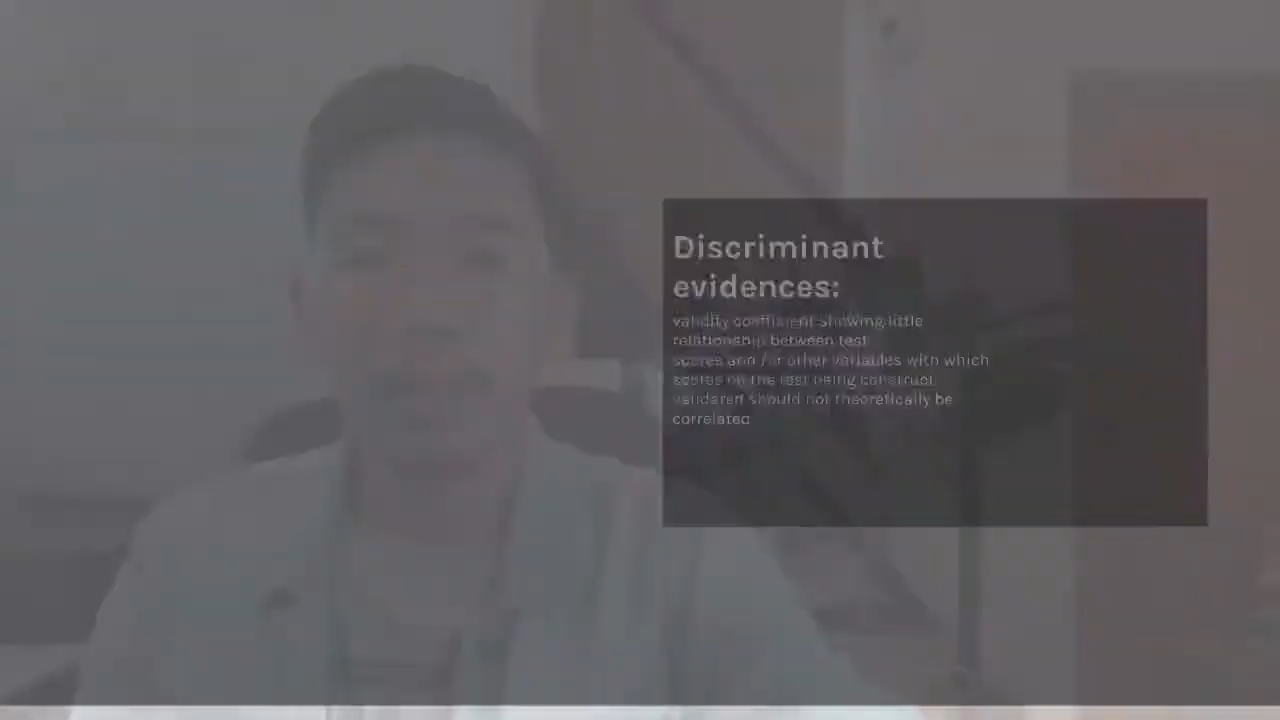 Discriminant
evidences:
validity coefficient showing little
relationship between test
scores and / or other variables with which
scores on the test being construct
validated should not theoretically be
correlated